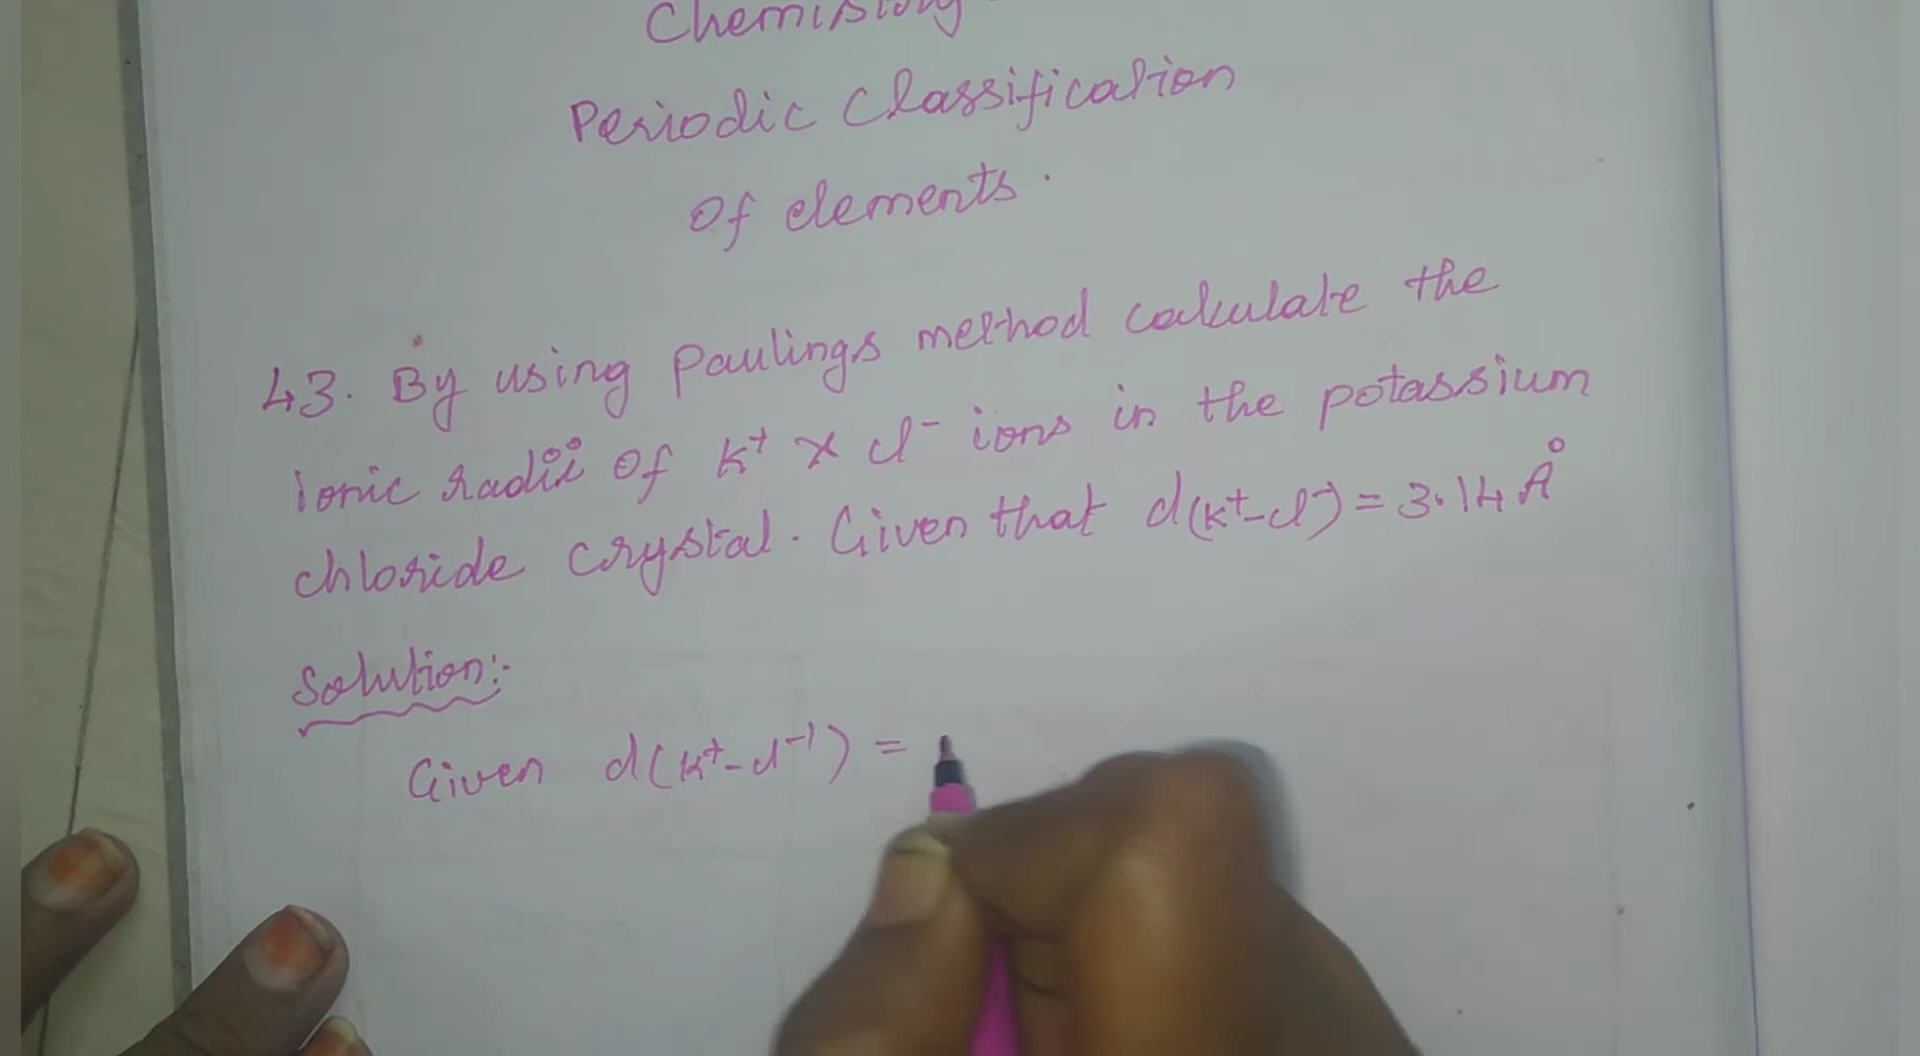 Chemistry
Periodic Classification
Of elements.
43. By using Paulings method calculate the
ionic radii of K⁺ & Cl⁻ ions in the potassium
chloride crystal. Given that d(K⁺-Cl⁻) = 3.14 Å
Solution:-
Given d(K⁺-Cl⁻¹) =